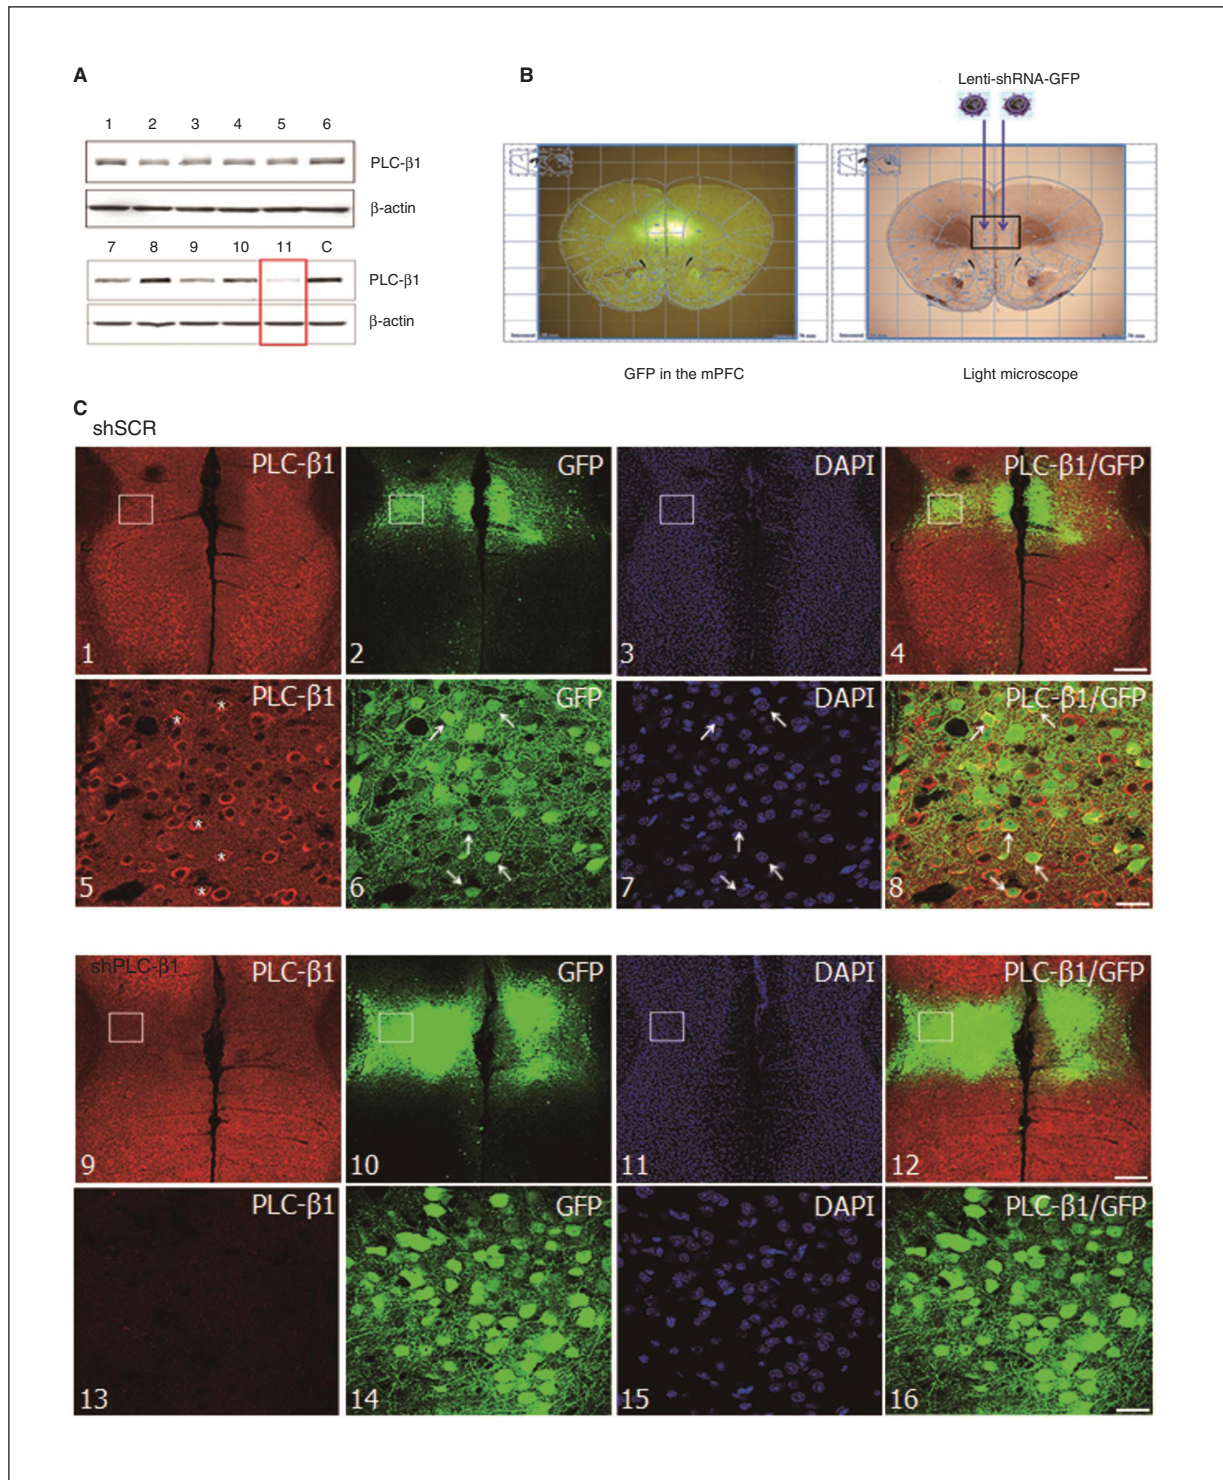 A
B
Lenti-shRNA-GFP
1 2 3 4 5 6
PLC-β1
β-actin
7 8 9 10 11 C
PLC-β1
β-actin
GFP in the mPFC
Light microscope
C
shSCR
PLC-β1 GFP DAPI PLC-β1/GFP
1 2 3 4
PLC-β1 GFP DAPI PLC-β1/GFP
* *
*
*
*
5 6 7 8
shPLC-β1
PLC-β1 GFP DAPI PLC-β1/GFP
9 10 11 12
PLC-β1 GFP DAPI PLC-β1/GFP
13 14 15 16